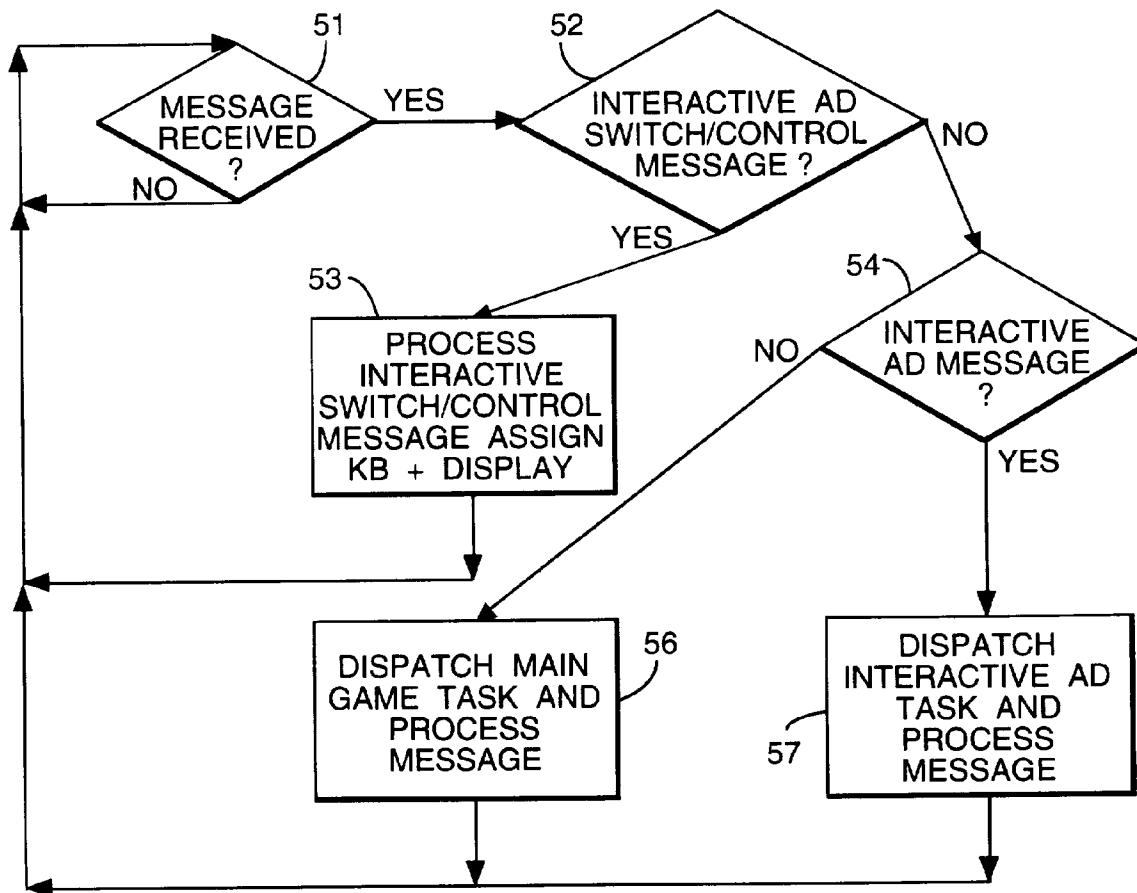 51
MESSAGE
RECEIVED
?
YES
NO
52
INTERACTIVE AD
SWITCH/CONTROL
MESSAGE ?
NO
YES
53
PROCESS
INTERACTIVE
SWITCH/CONTROL
MESSAGE ASSIGN
KB + DISPLAY
54
INTERACTIVE
AD MESSAGE
?
NO
YES
DISPATCH MAIN
GAME TASK AND
PROCESS
MESSAGE
56
DISPATCH
INTERACTIVE AD
TASK AND
PROCESS
MESSAGE
57